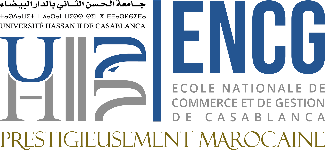 جامعة الحسن الثاني بالدار البيضاء
UNIVERSITÉ HASSAN II DE CASABLANCA
ENCG
ECOLE NATIONALE DE
COMMERCE ET DE GESTION
DE CASABLANCA
PRESTIGIEUSEMENT MAROCAINE